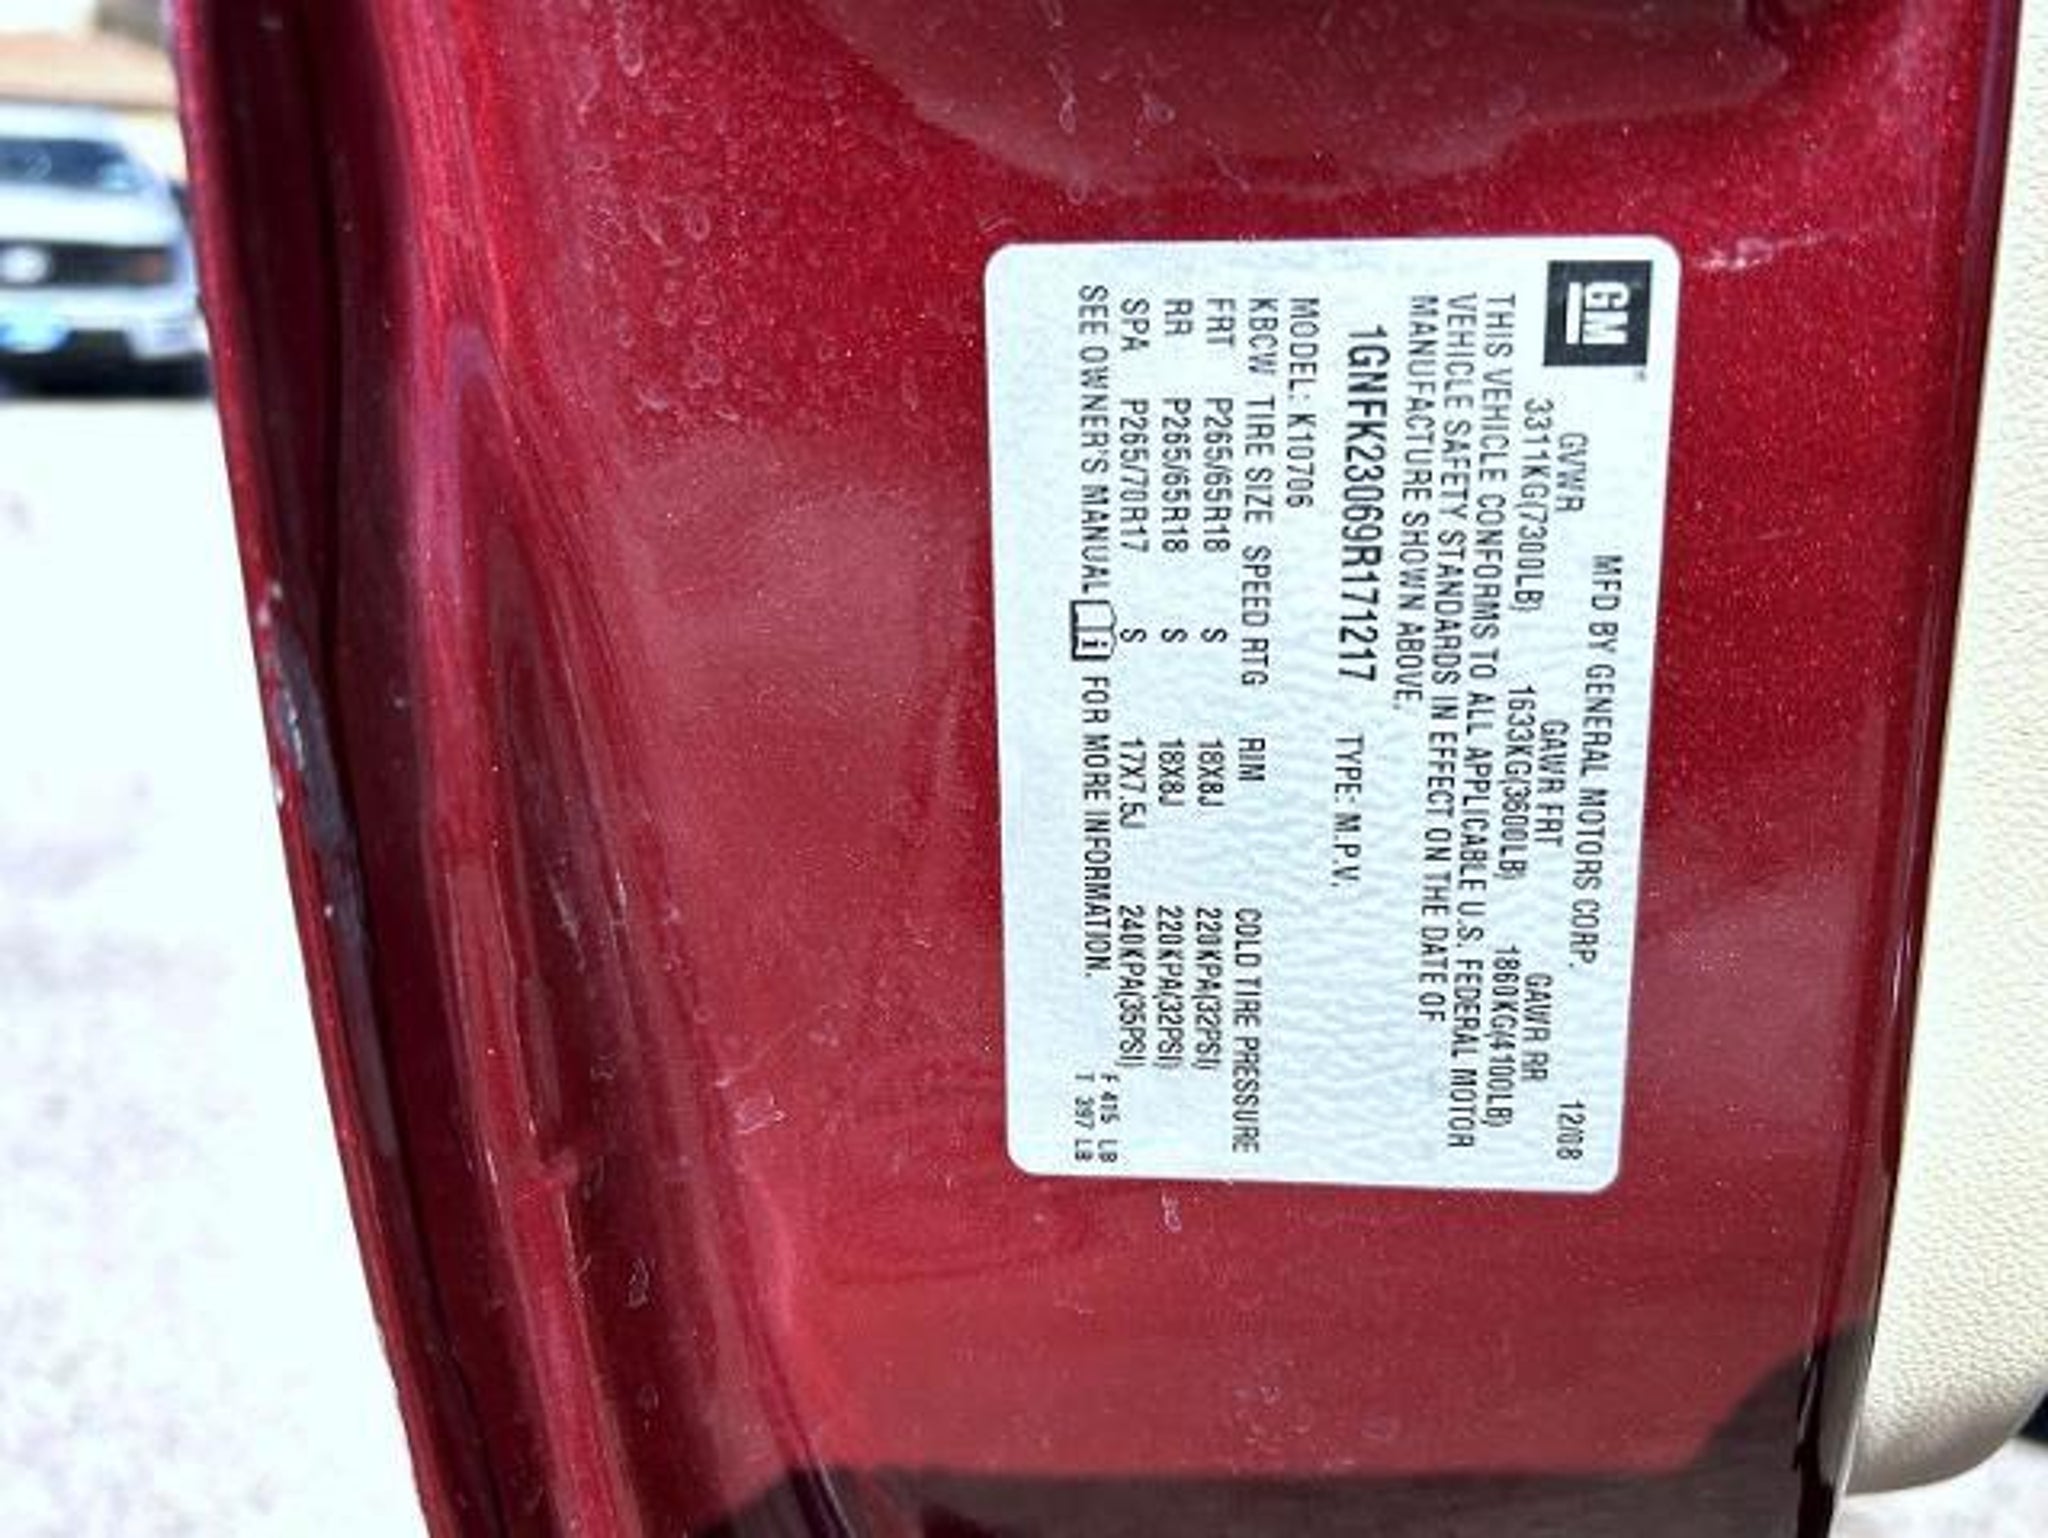 GM
MFD BY GENERAL MOTORS CORP. 12/08
GVWR GAWR FRT GAWR RR
3311KG(7300LB) 1633KG(3600LB) 1860KG(4100LB)
THIS VEHICLE CONFORMS TO ALL APPLICABLE U.S. FEDERAL MOTOR
VEHICLE SAFETY STANDARDS IN EFFECT ON THE DATE OF
MANUFACTURE SHOWN ABOVE.
1GNFK23069R171217 TYPE: M.P.V.
MODEL: K10706
KBCW TIRE SIZE SPEED RTG RIM COLD TIRE PRESSURE
FRT P265/65R18 S 18X8J 220KPA(32PSI)
RR P265/65R18 S 18X8J 220KPA(32PSI)
SPA P265/70R17 S 17X7.5J 240KPA(35PSI)
SEE OWNER'S MANUAL i FOR MORE INFORMATION.
F 415 LB
T 397 LB